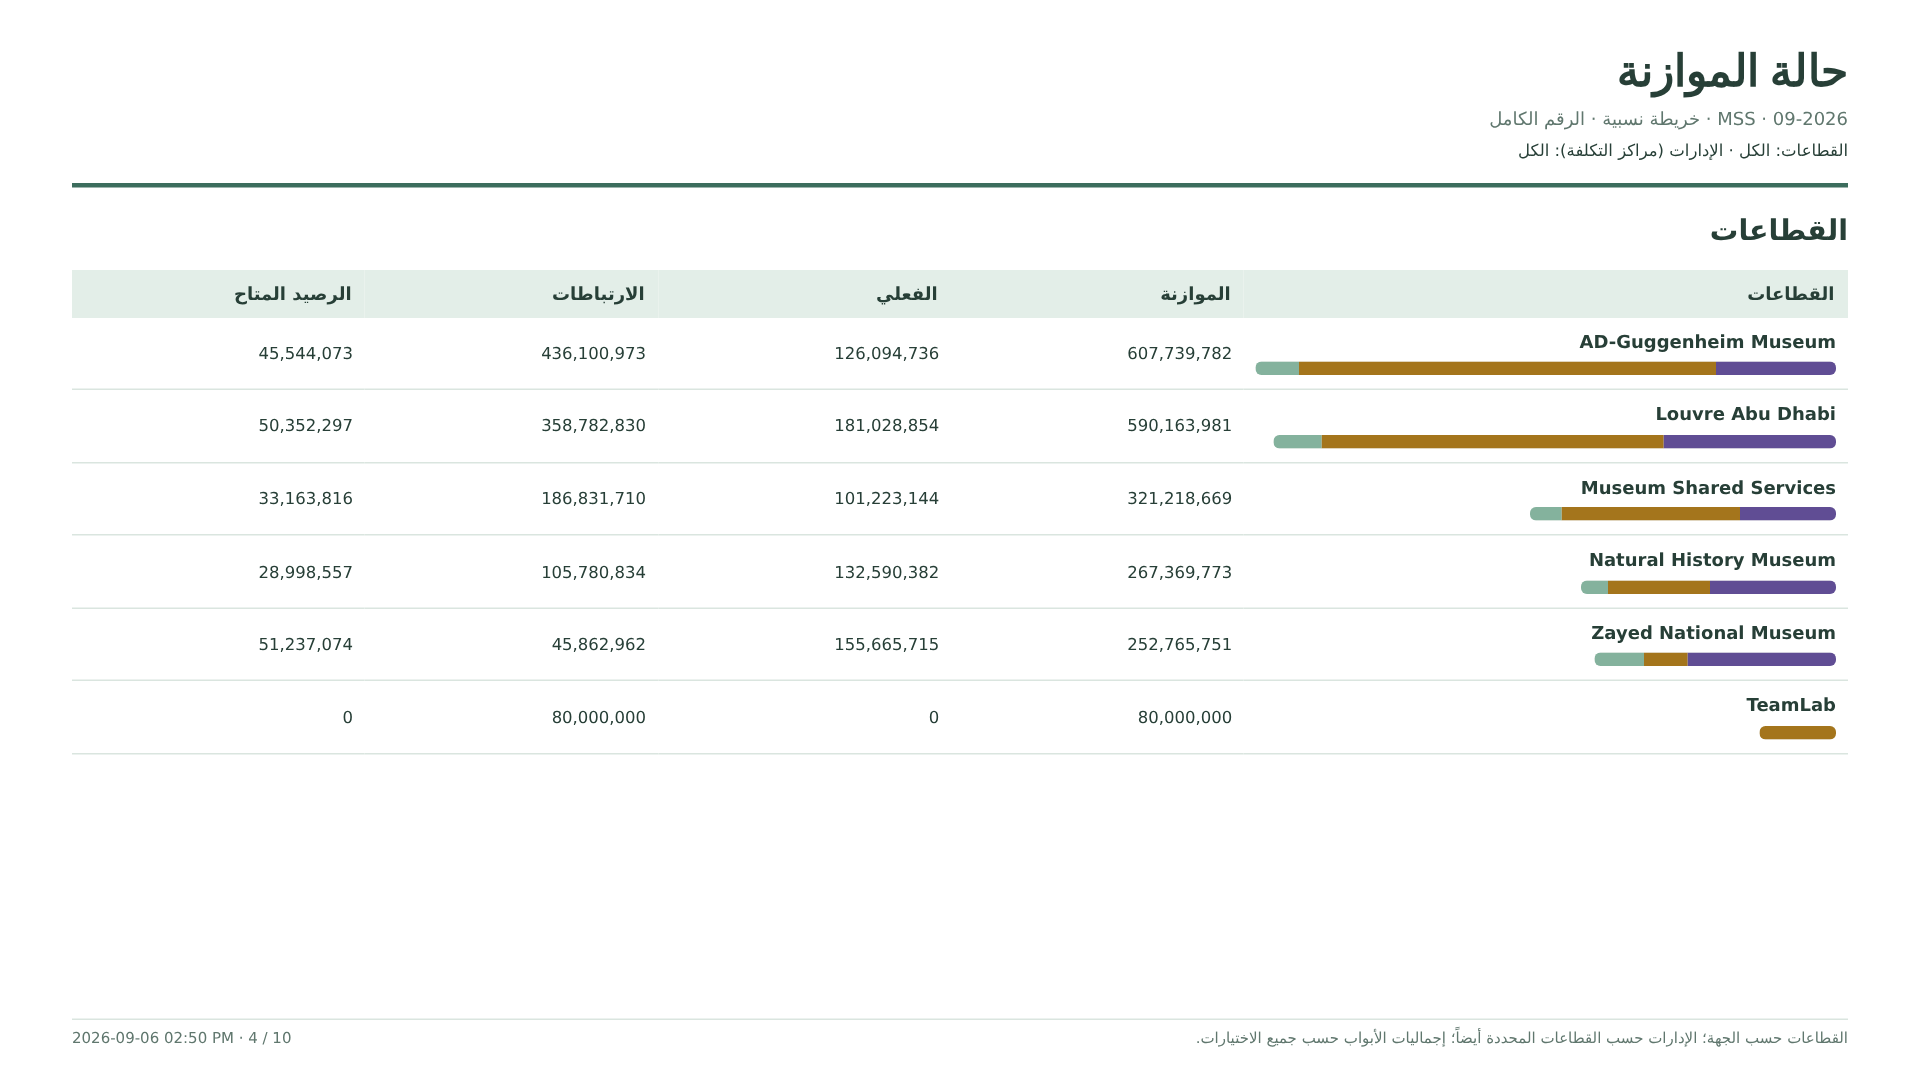 حالة الموازنة
MSS · 09-2026 · خريطة نسبية · الرقم الكامل
القطاعات: الكل · الإدارات (مراكز التكلفة): الكل
القطاعات
القطاعات الموازنة الفعلي الارتباطات الرصيد المتاح
AD-Guggenheim Museum 607,739,782 126,094,736 436,100,973 45,544,073
Louvre Abu Dhabi 590,163,981 181,028,854 358,782,830 50,352,297
Museum Shared Services 321,218,669 101,223,144 186,831,710 33,163,816
Natural History Museum 267,369,773 132,590,382 105,780,834 28,998,557
Zayed National Museum 252,765,751 155,665,715 45,862,962 51,237,074
TeamLab 80,000,000 0 80,000,000 0
القطاعات حسب الجهة؛ الإدارات حسب القطاعات المحددة أيضاً؛ إجماليات الأبواب حسب جميع الاختيارات.
2026-09-06 02:50 PM · 4 / 10